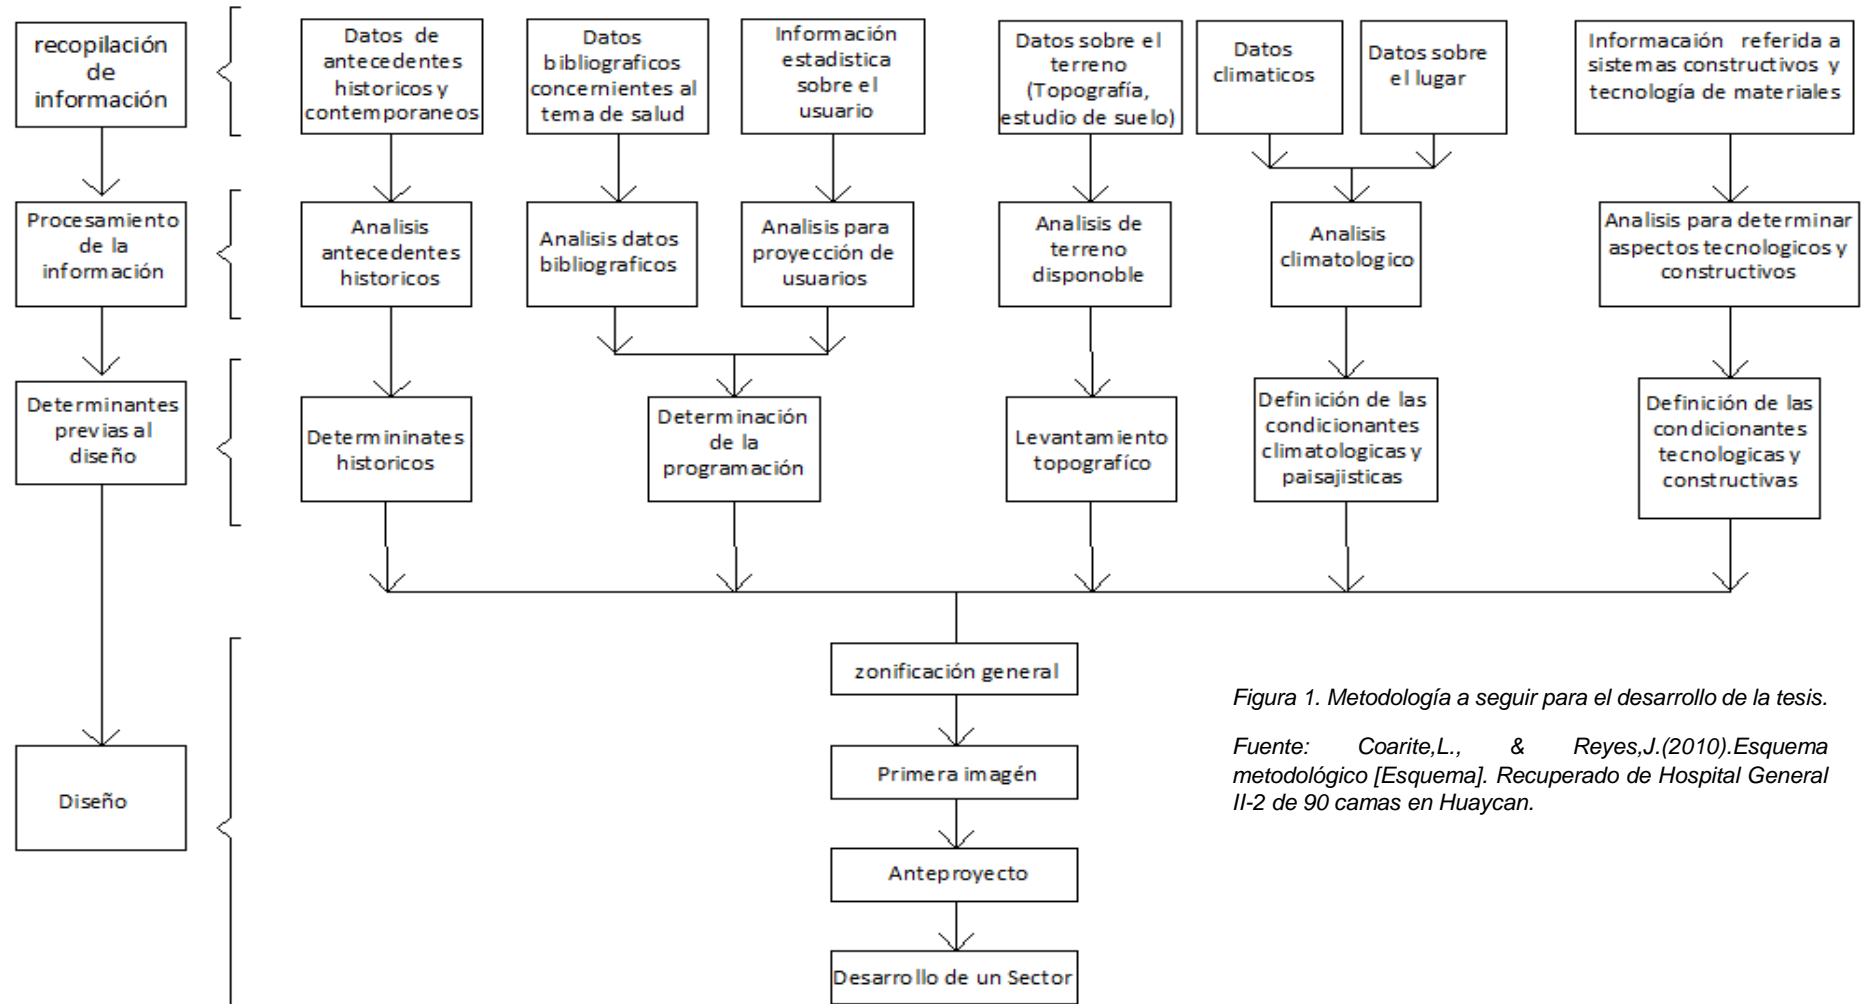 recopilación
de
información
Datos de
antecedentes
historicos y
contemporaneos
Datos
bibliograficos
concernientes al
tema de salud
Información
estadistica
sobre el
usuario
Datos sobre el
terreno
(Topografía,
estudio de suelo)
Datos
climaticos
Datos sobre
el lugar
Informacaión referida a
sistemas constructivos y
tecnología de materiales
Procesamiento
de la
información
Analisis
antecedentes
historicos
Analisis datos
bibliograficos
Analisis para
proyección de
usuarios
Analisis de
terreno
disponoble
Analisis
climatologico
Analisis para determinar
aspectos tecnologicos y
constructivos
Determinantes
previas al
diseño
Determininates
historicos
Determinación
de la
programación
Levantamiento
topografíco
Definición de las
condicionantes
climatologicas y
paisajisticas
Definición de las
condicionantes
tecnologicas y
constructivas
Diseño
zonificación general
Primera imagén
Anteproyecto
Desarrollo de un Sector
Figura 1. Metodología a seguir para el desarrollo de la tesis.
Fuente: Coarite,L., & Reyes,J.(2010).Esquema
metodológico [Esquema]. Recuperado de Hospital General
II-2 de 90 camas en Huaycan.